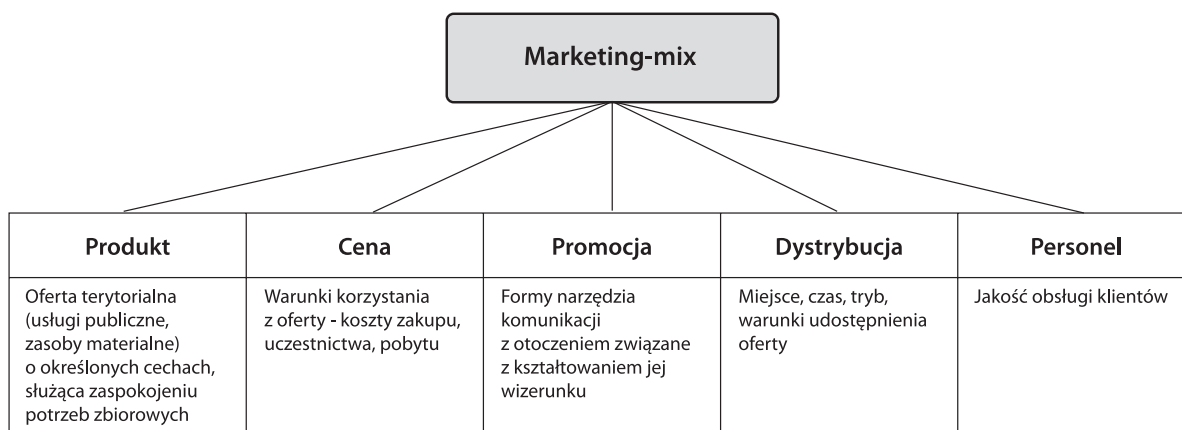 Marketing-mix
Produkt
Oferta terytorialna
(usługi publiczne,
zasoby materialne)
o określonych cechach,
służąca zaspokojeniu
potrzeb zbiorowych
Cena
Warunki korzystania
z oferty - koszty zakupu,
uczestnictwa, pobytu
Promocja
Formy narzędzia
komunikacji
z otoczeniem związane
z kształtowaniem jej
wizerunku
Dystrybucja
Miejsce, czas, tryb,
warunki udostępnienia
oferty
Personel
Jakość obsługi klientów